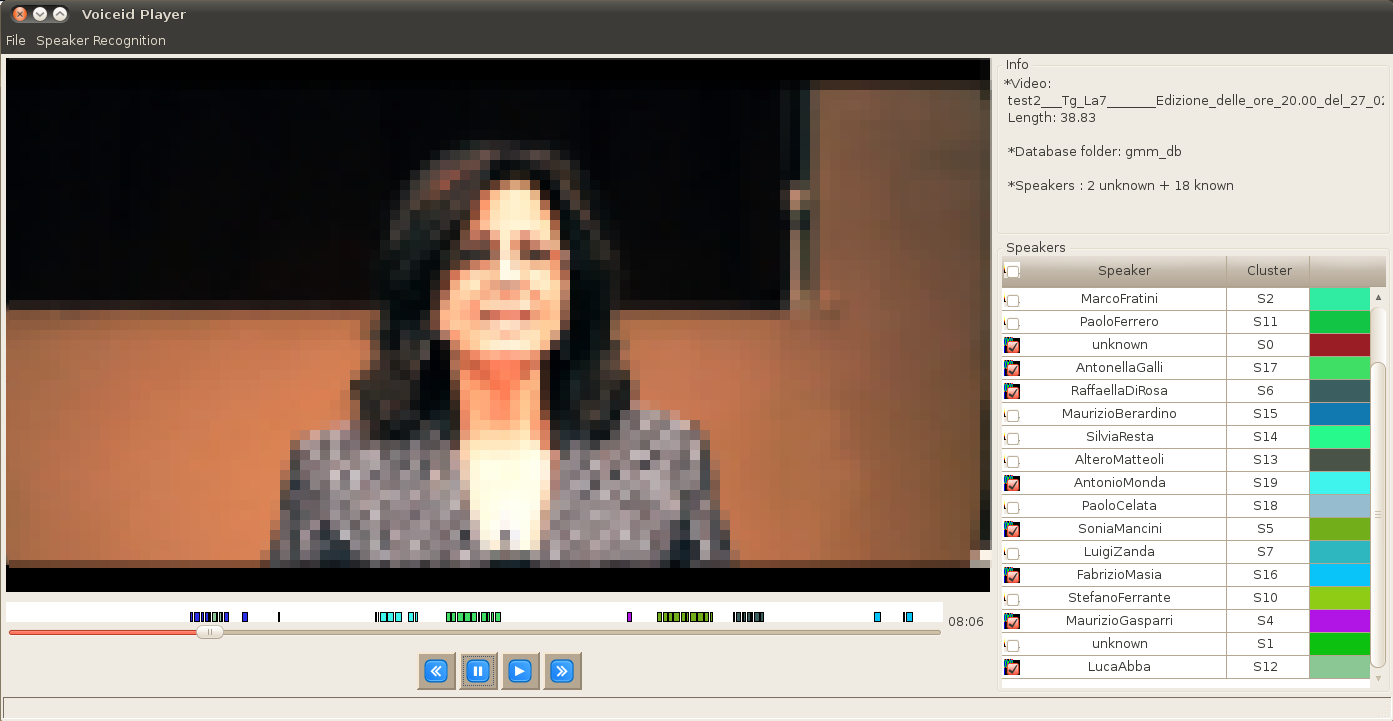 Voiceid Player
File Speaker Recognition
Info
*Video:
test2___Tg_La7_______Edizione_delle_ore_20.00_del_27_02
Length: 38.83
*Database folder: gmm_db
*Speakers : 2 unknown + 18 known
Speakers
Speaker Cluster
MarcoFratini S2
PaoloFerrero S11
unknown S0
AntonellaGalli S17
RaffaellaDiRosa S6
MaurizioBerardino S15
SilviaResta S14
AlteroMatteoli S13
AntonioMonda S19
PaoloCelata S18
SoniaMancini S5
LuigiZanda S7
FabrizioMasia S16
StefanoFerrante S10
MaurizioGasparri S4
unknown S1
LucaAbba S12
08:06